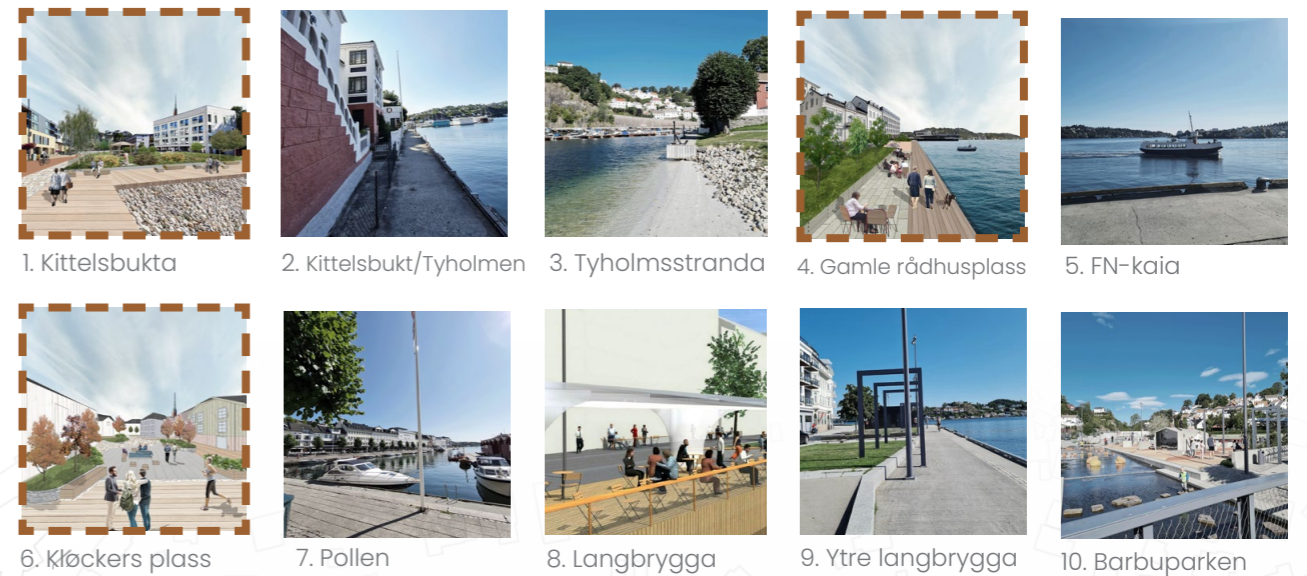 1. Kittelsbukta
2. Kittelsbukt/Tyholmen
3. Tyholmsstranda
4. Gamle rådhusplass
5. FN-kaia
6. Kløckers plass
7. Pollen
8. Langbrygga
9. Ytre langbrygga
10. Barbuparken